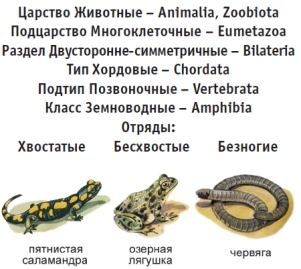 Царство Животные – Animalia, Zoobiota
Подцарство Многоклеточные – Eumetazoa
Раздел Двусторонне-симметричные – Bilateria
Тип Хордовые – Chordata
Подтип Позвоночные – Vertebrata
Класс Земноводные – Amphibia
Отряды:
Хвостатые Бесхвостые Безногие
пятнистая саламандра
озерная лягушка
червяга